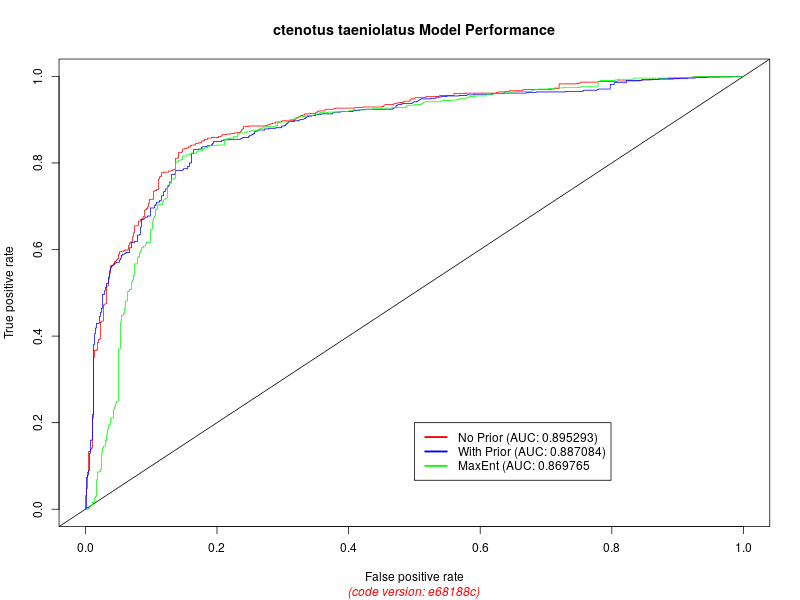 ctenotus taeniolatus Model Performance
True positive rate
1.0
0.8
0.6
0.4
0.2
0.0
No Prior (AUC: 0.895293)
With Prior (AUC: 0.887084)
MaxEnt (AUC: 0.869765
0.0 0.2 0.4 0.6 0.8 1.0
False positive rate
(code version: e68188c)